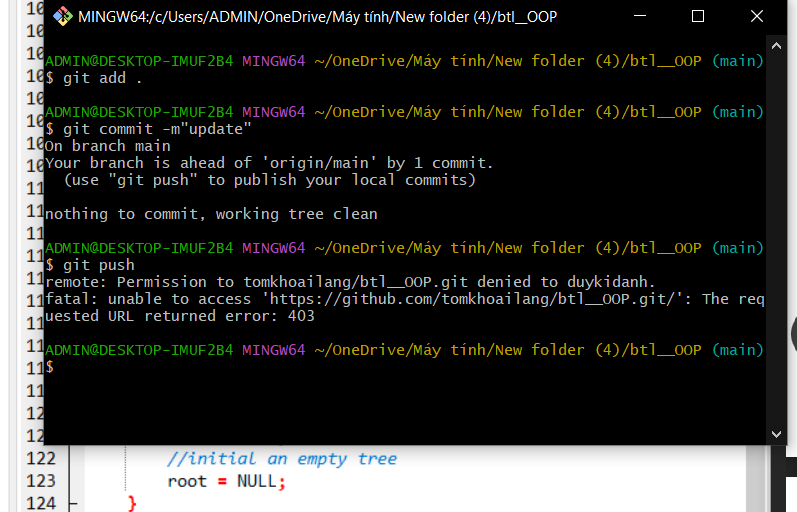 MINGW64:/c/Users/ADMIN/OneDrive/Máy tính/New folder (4)/btl__OOP
ADMIN@DESKTOP-IMUF2B4 MINGW64 ~/OneDrive/Máy tính/New folder (4)/btl__OOP (main)
$ git add .
ADMIN@DESKTOP-IMUF2B4 MINGW64 ~/OneDrive/Máy tính/New folder (4)/btl__OOP (main)
$ git commit -m"update"
On branch main
Your branch is ahead of 'origin/main' by 1 commit.
(use "git push" to publish your local commits)
nothing to commit, working tree clean
ADMIN@DESKTOP-IMUF2B4 MINGW64 ~/OneDrive/Máy tính/New folder (4)/btl__OOP (main)
$ git push
remote: Permission to tomkhoailang/btl__OOP.git denied to duykidanh.
fatal: unable to access 'https://github.com/tomkhoailang/btl__OOP.git/': The req
uested URL returned error: 403
ADMIN@DESKTOP-IMUF2B4 MINGW64 ~/OneDrive/Máy tính/New folder (4)/btl__OOP (main)
$
122 //initial an empty tree
123 root = NULL;
124 }